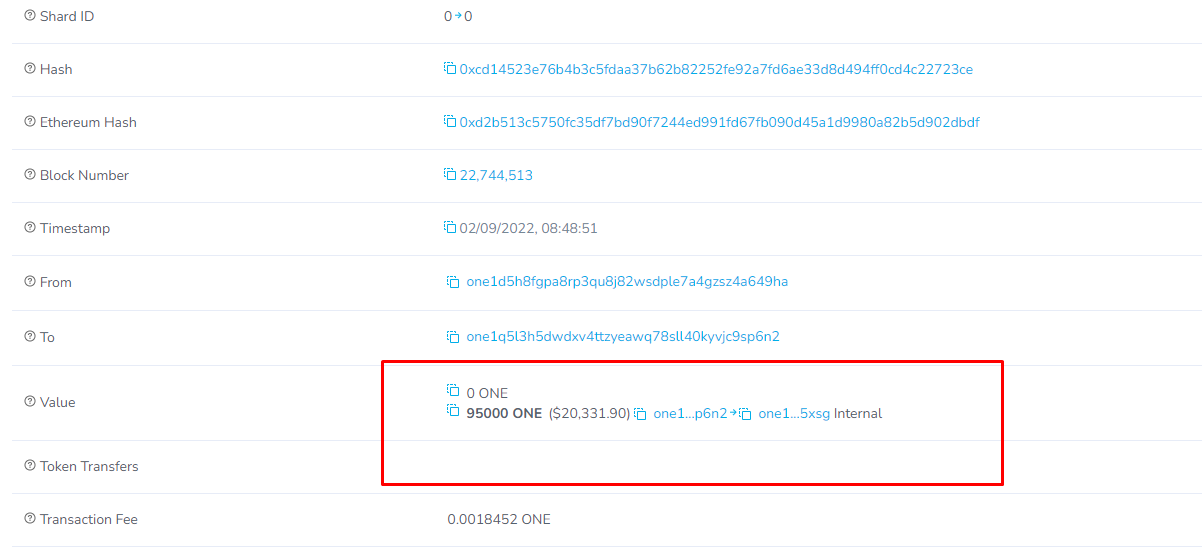 Shard ID 0 → 0
Hash 0xcd14523e76b4b3c5fdaa37b62b82252fe92a7fd6ae33d8d494ff0cd4c22723ce
Ethereum Hash 0xd2b513c5750fc35df7bd90f7244ed991fd67fb090d45a1d9980a82b5d902dbdf
Block Number 22,744,513
Timestamp 02/09/2022, 08:48:51
From one1d5h8fgpa8rp3qu8j82wsdple7a4gzsz4a649ha
To one1q5l3h5dwdxv4ttzyeawq78sll40kyvjc9sp6n2
Value 0 ONE
95000 ONE ($20,331.90) one1...p6n2 → one1...5xsg Internal
Token Transfers
Transaction Fee 0.0018452 ONE